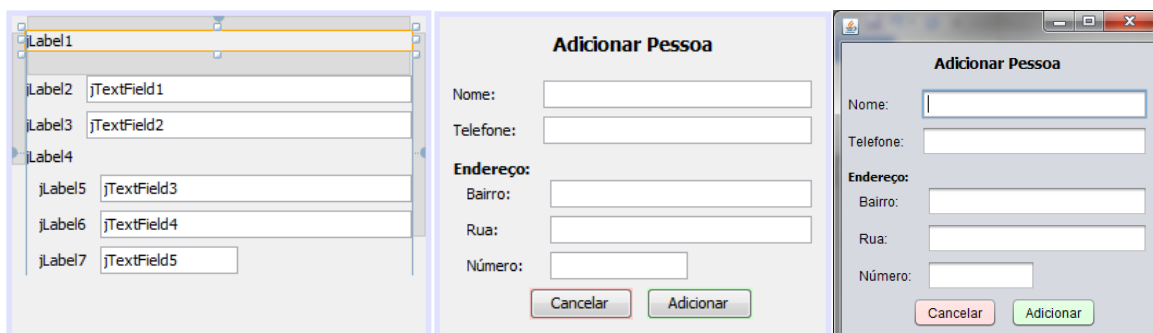 jLabel1
jLabel2 jTextField1
jLabel3 jTextField2
jLabel4
jLabel5 jTextField3
jLabel6 jTextField4
jLabel7 jTextField5
Adicionar Pessoa
Nome:
Telefone:
Endereço:
Bairro:
Rua:
Número:
Cancelar Adicionar
Adicionar Pessoa
Nome:
Telefone:
Endereço:
Bairro:
Rua:
Número:
Cancelar Adicionar